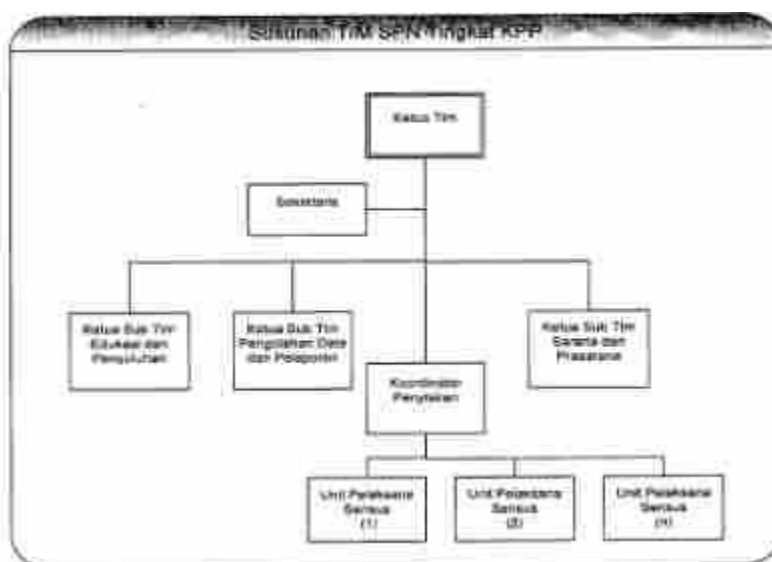 Susunan TIM SPN Tingkat KPP
Ketua Tim
Sekretaris
Ketua Sub Tim
Edukasi dan
Penyuluhan
Ketua Sub Tim
Pengolahan Data
dan Pelaporan
Ketua Sub Tim
Sarana dan
Prasarana
Koordinator
Penyisiran
Unit Pelaksana
Sensus
(1)
Unit Pelaksana
Sensus
(2)
Unit Pelaksana
Sensus
(n)